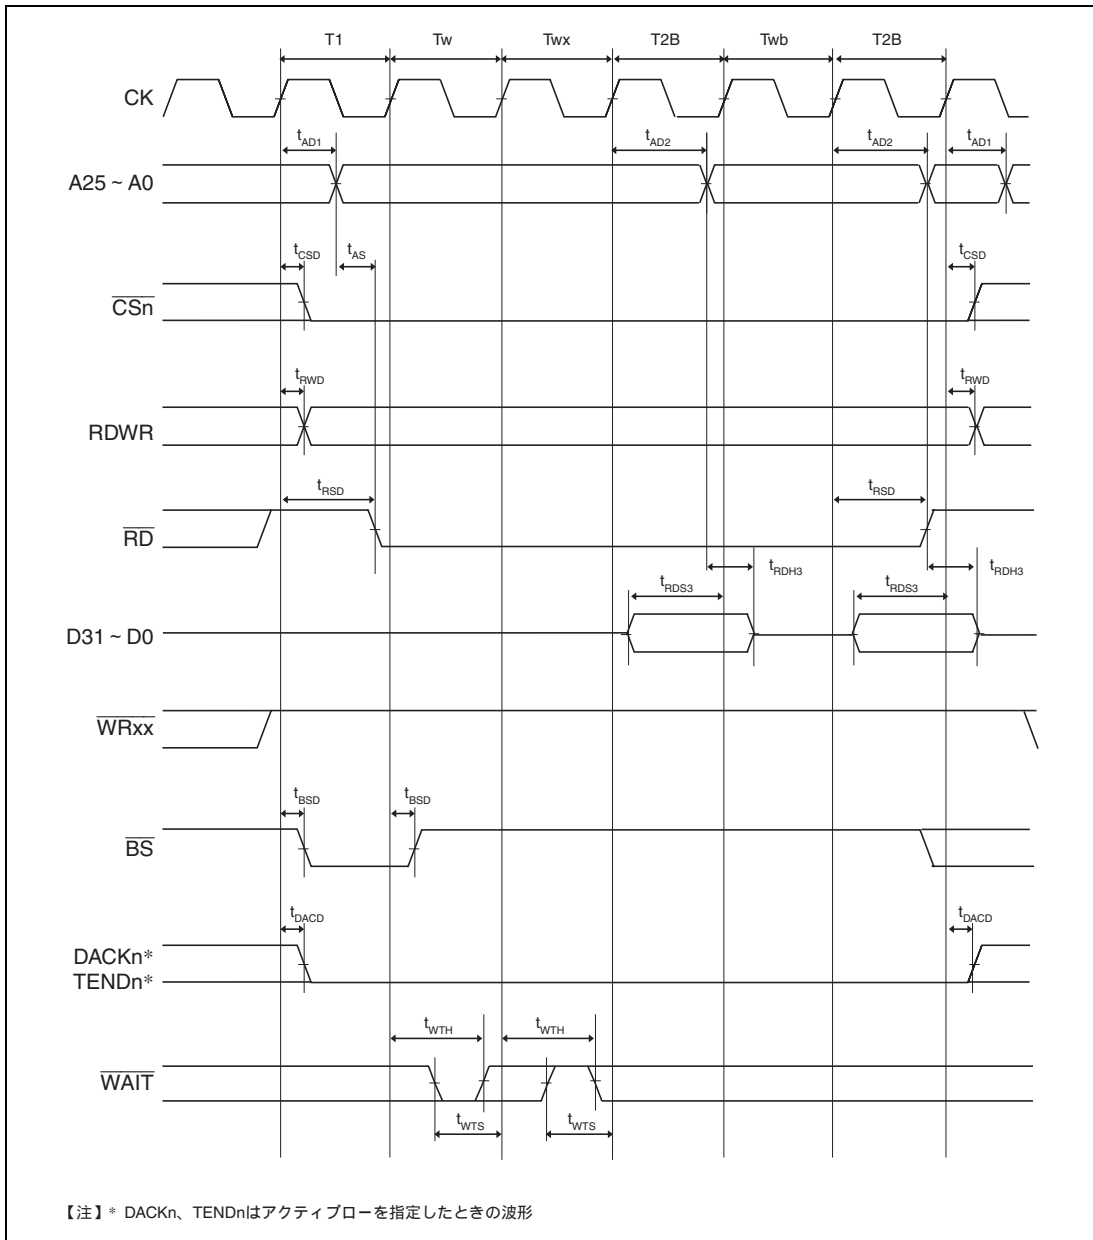 T1 Tw Twx T2B Twb T2B
CK
tAD1 tAD2 tAD2 tAD1
A25 ~ A0
tCSD tAS tCSD
CSn
tRWD tRWD
RDWR
tRSD tRSD
RD
tRDH3 tRDH3
tRDS3 tRDS3
D31 ~ D0
WRxx
tBSD tBSD
BS
tDACD tDACD
DACKn*
TENDn*
tWTH tWTH
WAIT
tWTS tWTS
【注】* DACKn、TENDnはアクティブローを指定したときの波形